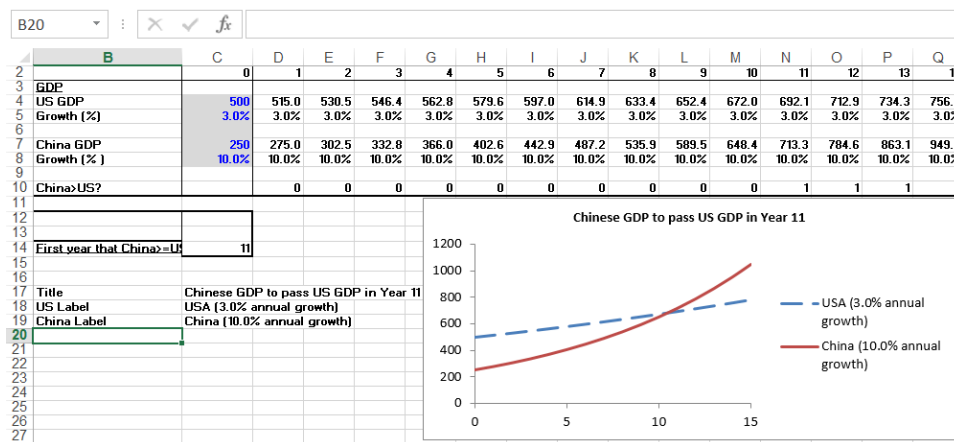 B20 fx
B C D E F G H I J K L M N O P Q
2 0 1 2 3 4 5 6 7 8 9 10 11 12 13 1
3 GDP
4 US GDP 500 515.0 530.5 546.4 562.8 579.6 597.0 614.9 633.4 652.4 672.0 692.1 712.9 734.3 756.
5 Growth (%) 3.0% 3.0% 3.0% 3.0% 3.0% 3.0% 3.0% 3.0% 3.0% 3.0% 3.0% 3.0% 3.0% 3.0% 3.0
6
7 China GDP 250 275.0 302.5 332.8 366.0 402.6 442.9 487.2 535.9 589.5 648.4 713.3 784.6 863.1 949.
8 Growth (% ) 10.0% 10.0% 10.0% 10.0% 10.0% 10.0% 10.0% 10.0% 10.0% 10.0% 10.0% 10.0% 10.0% 10.0% 10.0
9
10 China>US? 0 0 0 0 0 0 0 0 0 0 1 1 1
11
12
13
14 First year that China>=US 11
15
16
17 Title Chinese GDP to pass US GDP in Year 11
18 US Label USA (3.0% annual growth)
19 China Label China (10.0% annual growth)
20
21
22
23
24
25
26
27
Chinese GDP to pass US GDP in Year 11
1200
1000
800
600
400
200
0
0 5 10 15
USA (3.0% annual
growth)
China (10.0% annual
growth)